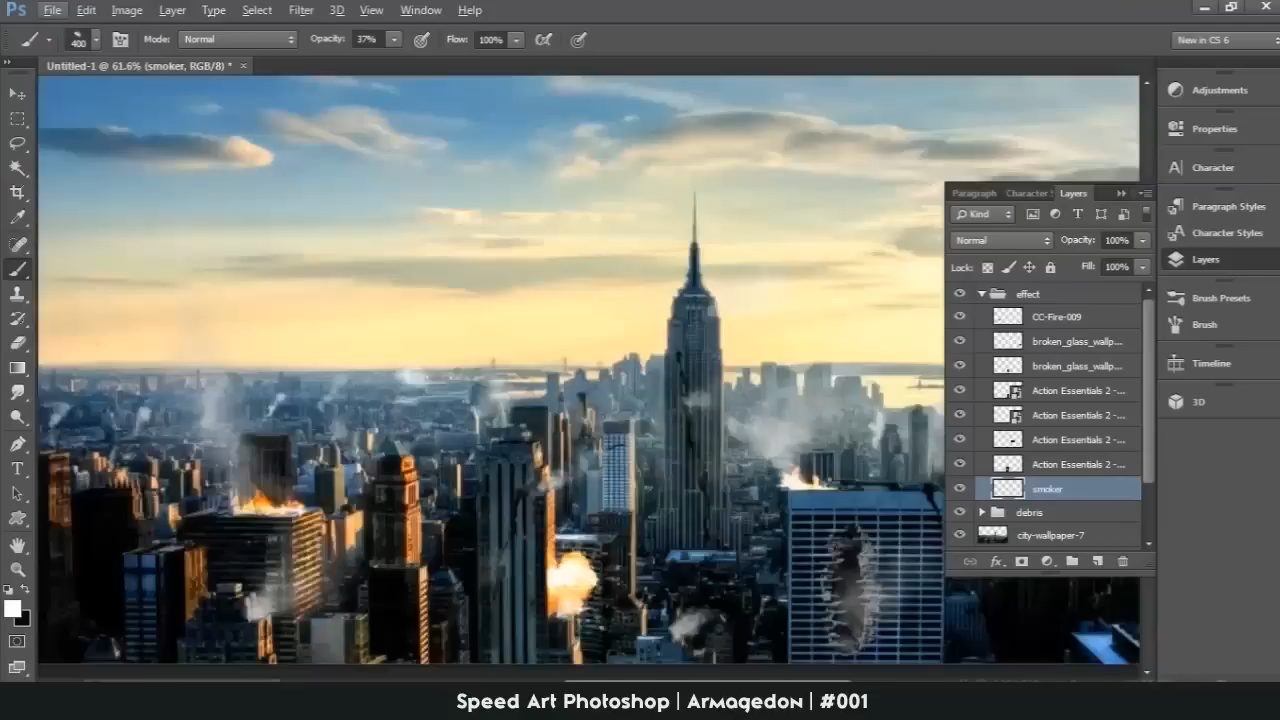 Ps File Edit Image Layer Type Select Filter 3D View Window Help
400 Mode: Normal Opacity: 37% Flow: 100% New in CS 6
Untitled-1 @ 61.6% (smoker, RGB/8) * ×
Adjustments
Properties
Character
Paragraph Styles
Character Styles
Layers
Brush Presets
Brush
Timeline
3D
Paragraph Character Layers
Kind
Normal Opacity: 100%
Lock: Fill: 100%
effect
CC-Fire-009
broken_glass_wallp...
broken_glass_wallp...
Action Essentials 2 -...
Action Essentials 2 -...
Action Essentials 2 -...
Action Essentials 2 -...
smoker
debris
city-wallpaper-7
fx
Speed Art Photoshop | Armagedon | #001